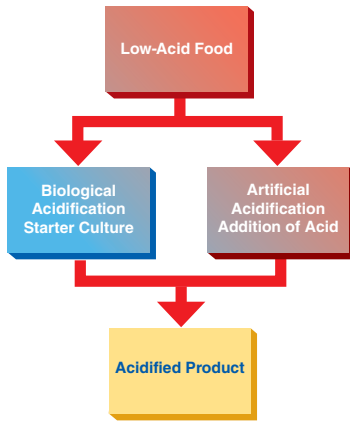 Low-Acid Food
Biological
Acidification
Starter Culture
Artificial
Acidification
Addition of Acid
Acidified Product